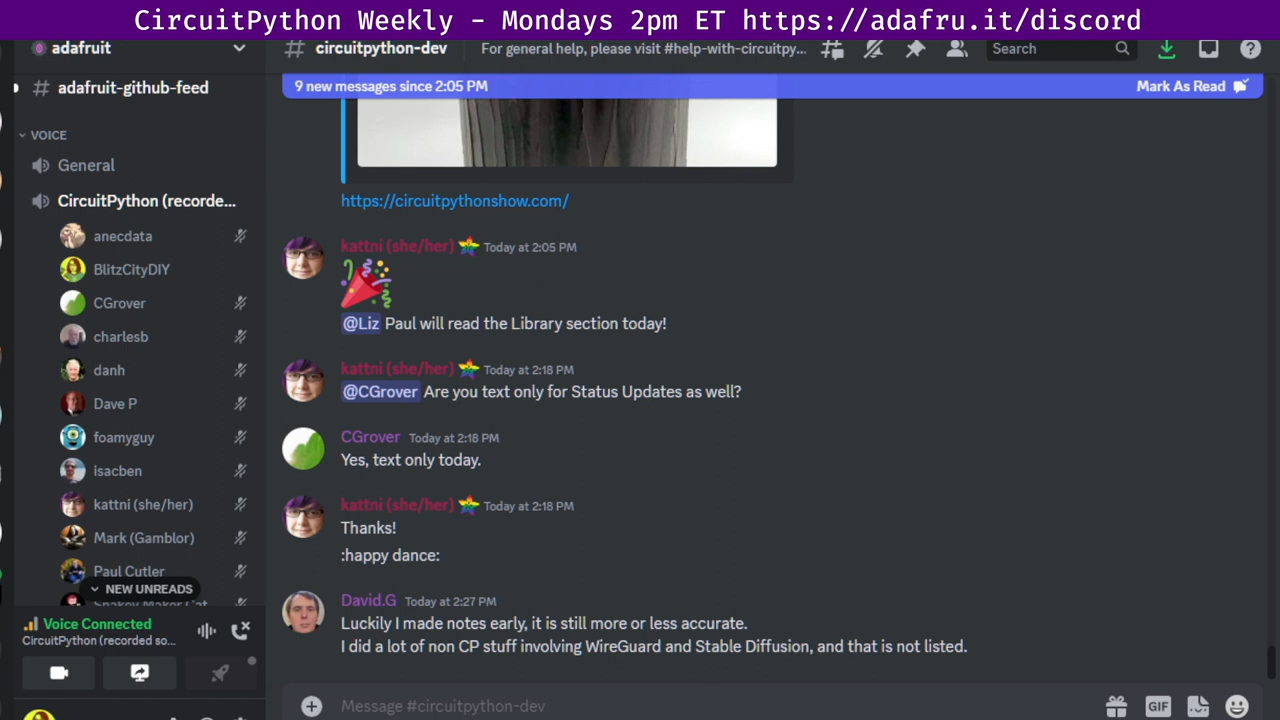 CircuitPython Weekly - Mondays 2pm ET https://adafru.it/discord
adafruit
# circuitpython-dev
For general help, please visit #help-with-circuitpy...
Search
# adafruit-github-feed
9 new messages since 2:05 PM
Mark As Read
VOICE
General
CircuitPython (recorde...
anecdata
BlitzCityDIY
CGrover
charlesb
danh
Dave P
foamyguy
isacben
kattni (she/her)
Mark (Gamblor)
Paul Cutler
NEW UNREADS
Voice Connected
CircuitPython (recorded so...
https://circuitpythonshow.com/
kattni (she/her) Today at 2:05 PM
@Liz Paul will read the Library section today!
kattni (she/her) Today at 2:18 PM
@CGrover Are you text only for Status Updates as well?
CGrover Today at 2:18 PM
Yes, text only today.
kattni (she/her) Today at 2:18 PM
Thanks!
:happy dance:
David.G Today at 2:27 PM
Luckily I made notes early, it is still more or less accurate.
I did a lot of non CP stuff involving WireGuard and Stable Diffusion, and that is not listed.
Message #circuitpython-dev
GIF